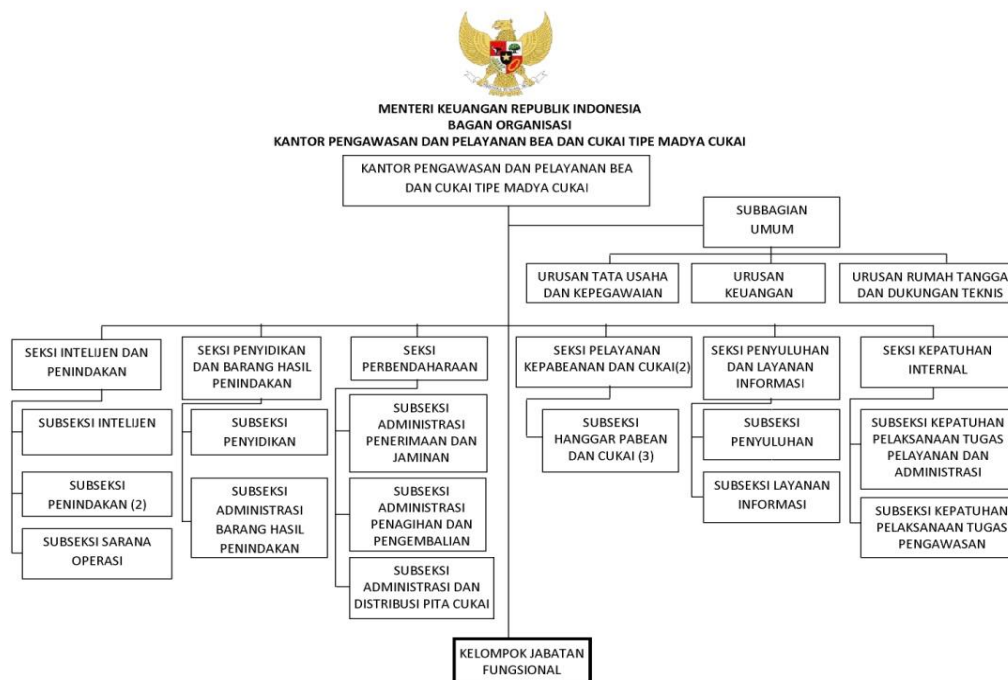 MENTERI KEUANGAN REPUBLIK INDONESIA
BAGAN ORGANISASI
KANTOR PENGAWASAN DAN PELAYANAN BEA DAN CUKAI TIPE MADYA CUKAI
KANTOR PENGAWASAN DAN PELAYANAN BEA
DAN CUKAI TIPE MADYA CUKAI
SUBBAGIAN
UMUM
URUSAN TATA USAHA
DAN KEPEGAWAIAN
URUSAN
KEUANGAN
URUSAN RUMAH TANGGA
DAN DUKUNGAN TEKNIS
SEKSI INTELIJEN DAN
PENINDAKAN
SUBSEKSI INTELIJEN
SUBSEKSI
PENINDAKAN (2)
SUBSEKSI SARANA
OPERASI
SEKSI PENYIDIKAN
DAN BARANG HASIL
PENINDAKAN
SUBSEKSI
PENYIDIKAN
SUBSEKSI
ADMINISTRASI
BARANG HASIL
PENINDAKAN
SEKSI
PERBENDAHARAAN
SUBSEKSI
ADMINISTRASI
PENERIMAAN DAN
JAMINAN
SUBSEKSI
ADMINISTRASI
PENAGIHAN DAN
PENGEMBALIAN
SUBSEKSI
ADMINISTRASI DAN
DISTRIBUSI PITA CUKAI
SEKSI PELAYANAN
KEPABEANAN DAN CUKAI(2)
SUBSEKSI
HANGGAR PABEAN
DAN CUKAI (3)
SEKSI PENYULUHAN
DAN LAYANAN
INFORMASI
SUBSEKSI
PENYULUHAN
SUBSEKSI LAYANAN
INFORMASI
SEKSI KEPATUHAN
INTERNAL
SUBSEKSI KEPATUHAN
PELAKSANAAN TUGAS
PELAYANAN DAN
ADMINISTRASI
SUBSEKSI KEPATUHAN
PELAKSANAAN TUGAS
PENGAWASAN
KELOMPOK JABATAN
FUNGSIONAL